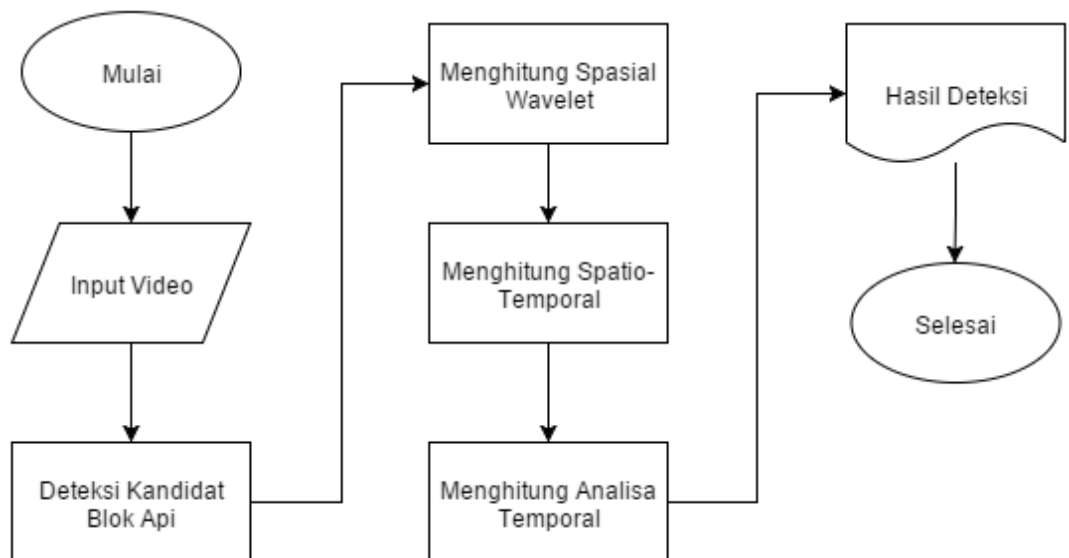 Mulai
Input Video
Deteksi Kandidat
Blok Api
Menghitung Spasial
Wavelet
Menghitung Spatio-
Temporal
Menghitung Analisa
Temporal
Hasil Deteksi
Selesai